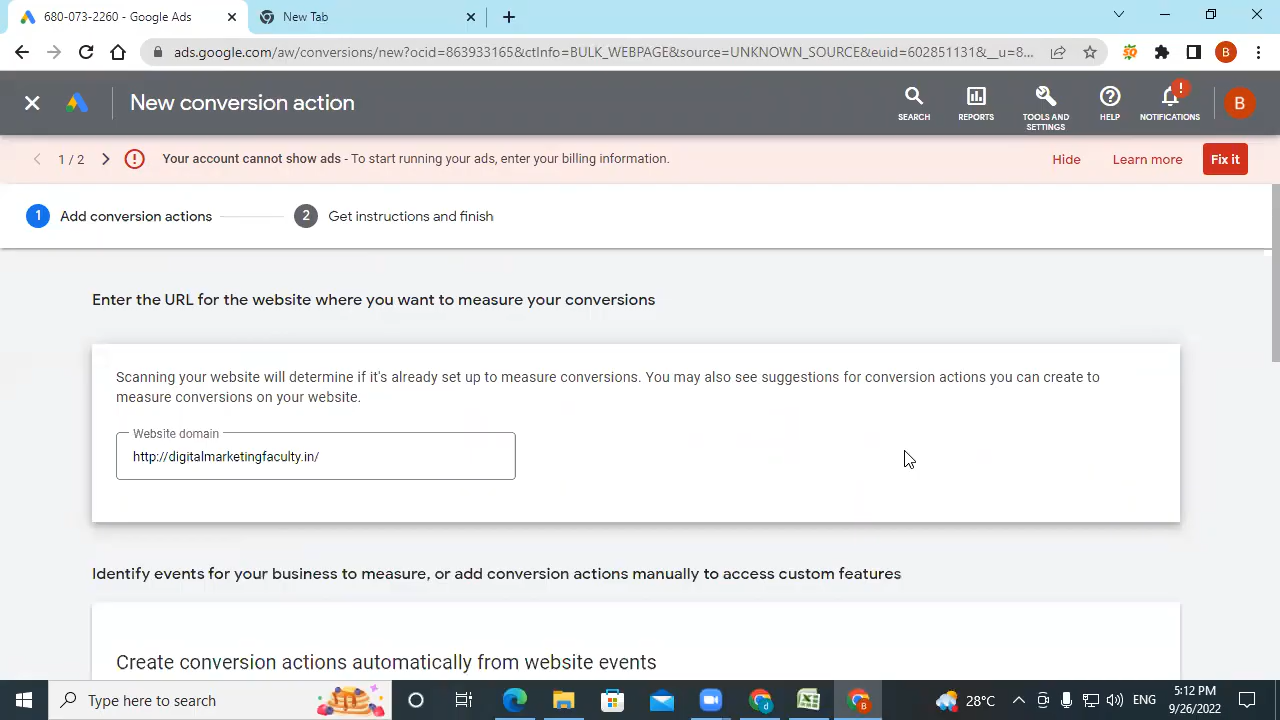 680-073-2260 - Google Ads
New Tab
ads.google.com/aw/conversions/new?ocid=863933165&ctInfo=BULK_WEBPAGE&source=UNKNOWN_SOURCE&euid=602851131&__u=8...
B
New conversion action
SEARCH
REPORTS
TOOLS AND SETTINGS
HELP
NOTIFICATIONS
!
B
1 / 2
Your account cannot show ads - To start running your ads, enter your billing information.
Hide
Learn more
Fix it
1 Add conversion actions
2 Get instructions and finish
Enter the URL for the website where you want to measure your conversions
Scanning your website will determine if it's already set up to measure conversions. You may also see suggestions for conversion actions you can create to
measure conversions on your website.
Website domain
http://digitalmarketingfaculty.in/
Identify events for your business to measure, or add conversion actions manually to access custom features
Create conversion actions automatically from website events
Type here to search
28°C
ENG
5:12 PM
9/26/2022